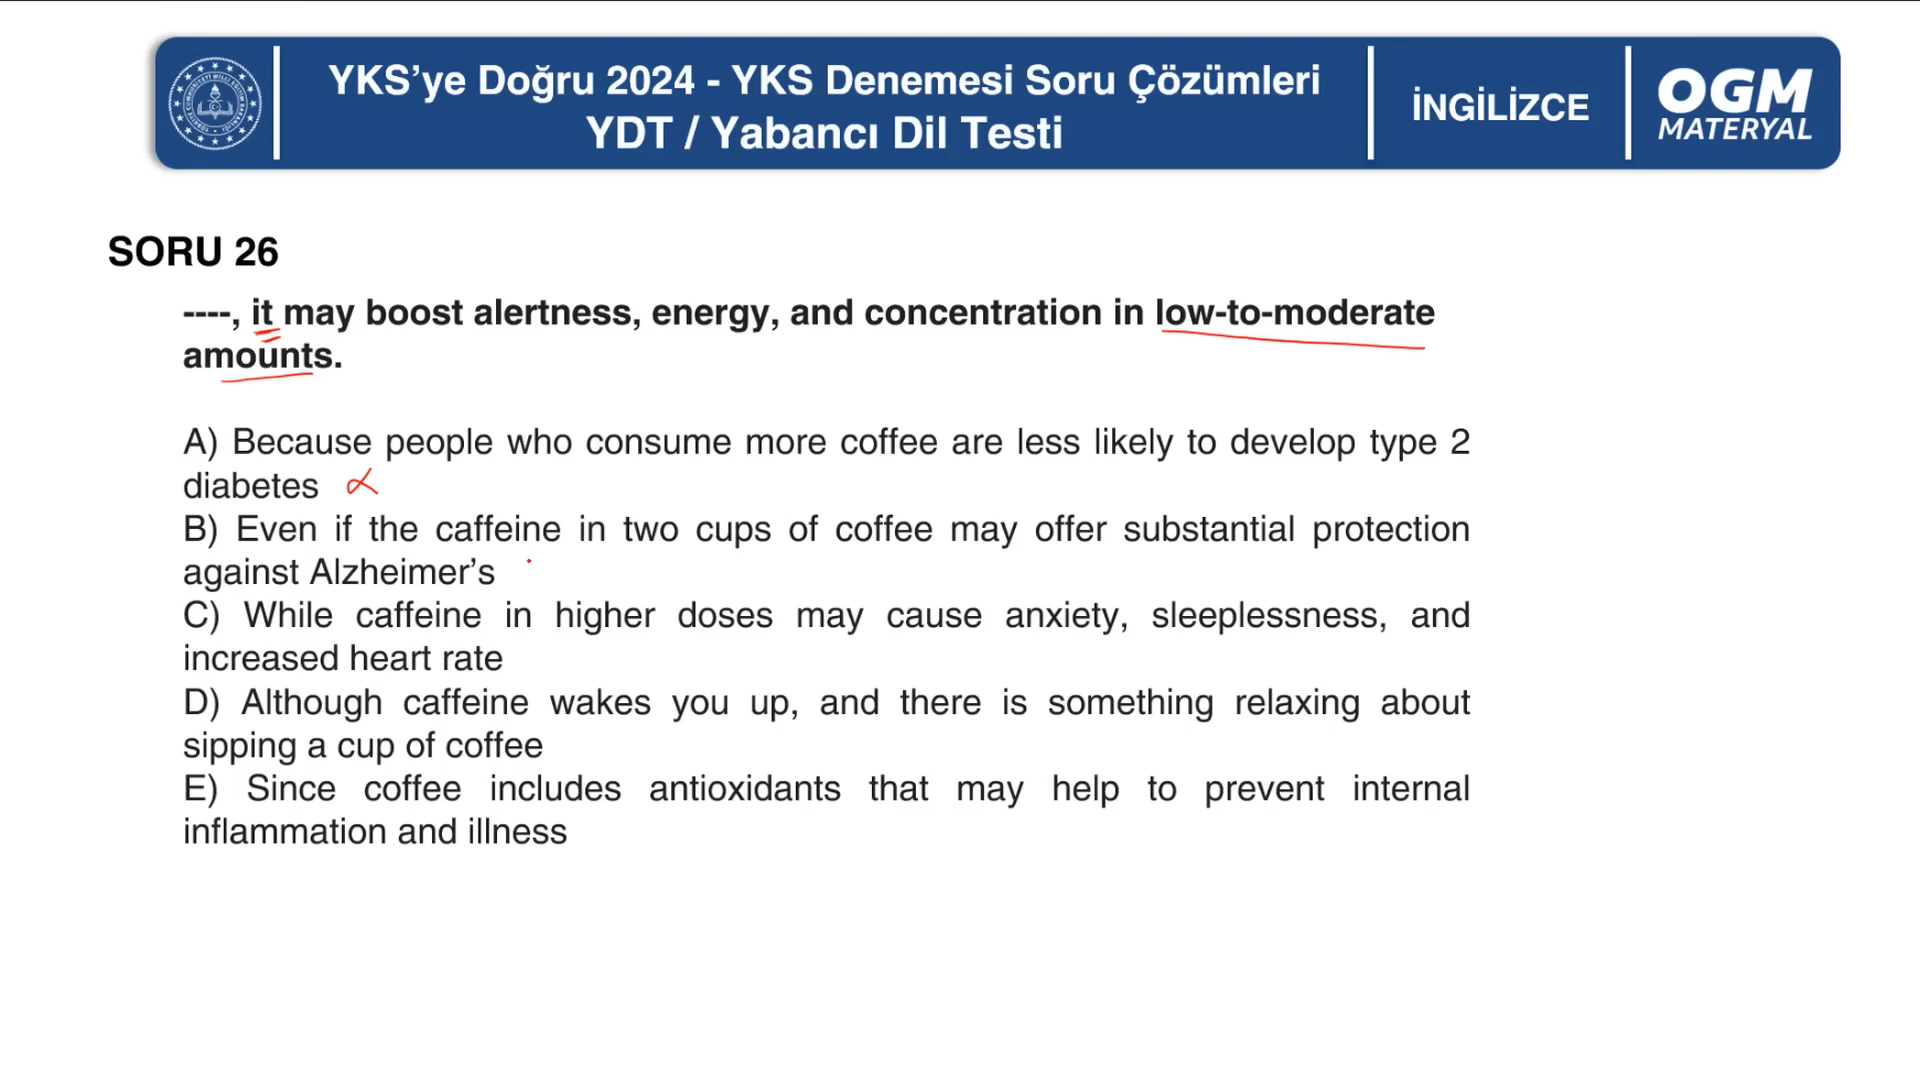 YKS'ye Doğru 2024 - YKS Denemesi Soru Çözümleri
YDT / Yabancı Dil Testi
İNGİLİZCE
OGM
MATERYAL
SORU 26
----, it may boost alertness, energy, and concentration in low-to-moderate
amounts.
A) Because people who consume more coffee are less likely to develop type 2
diabetes
B) Even if the caffeine in two cups of coffee may offer substantial protection
against Alzheimer's
C) While caffeine in higher doses may cause anxiety, sleeplessness, and
increased heart rate
D) Although caffeine wakes you up, and there is something relaxing about
sipping a cup of coffee
E) Since coffee includes antioxidants that may help to prevent internal
inflammation and illness